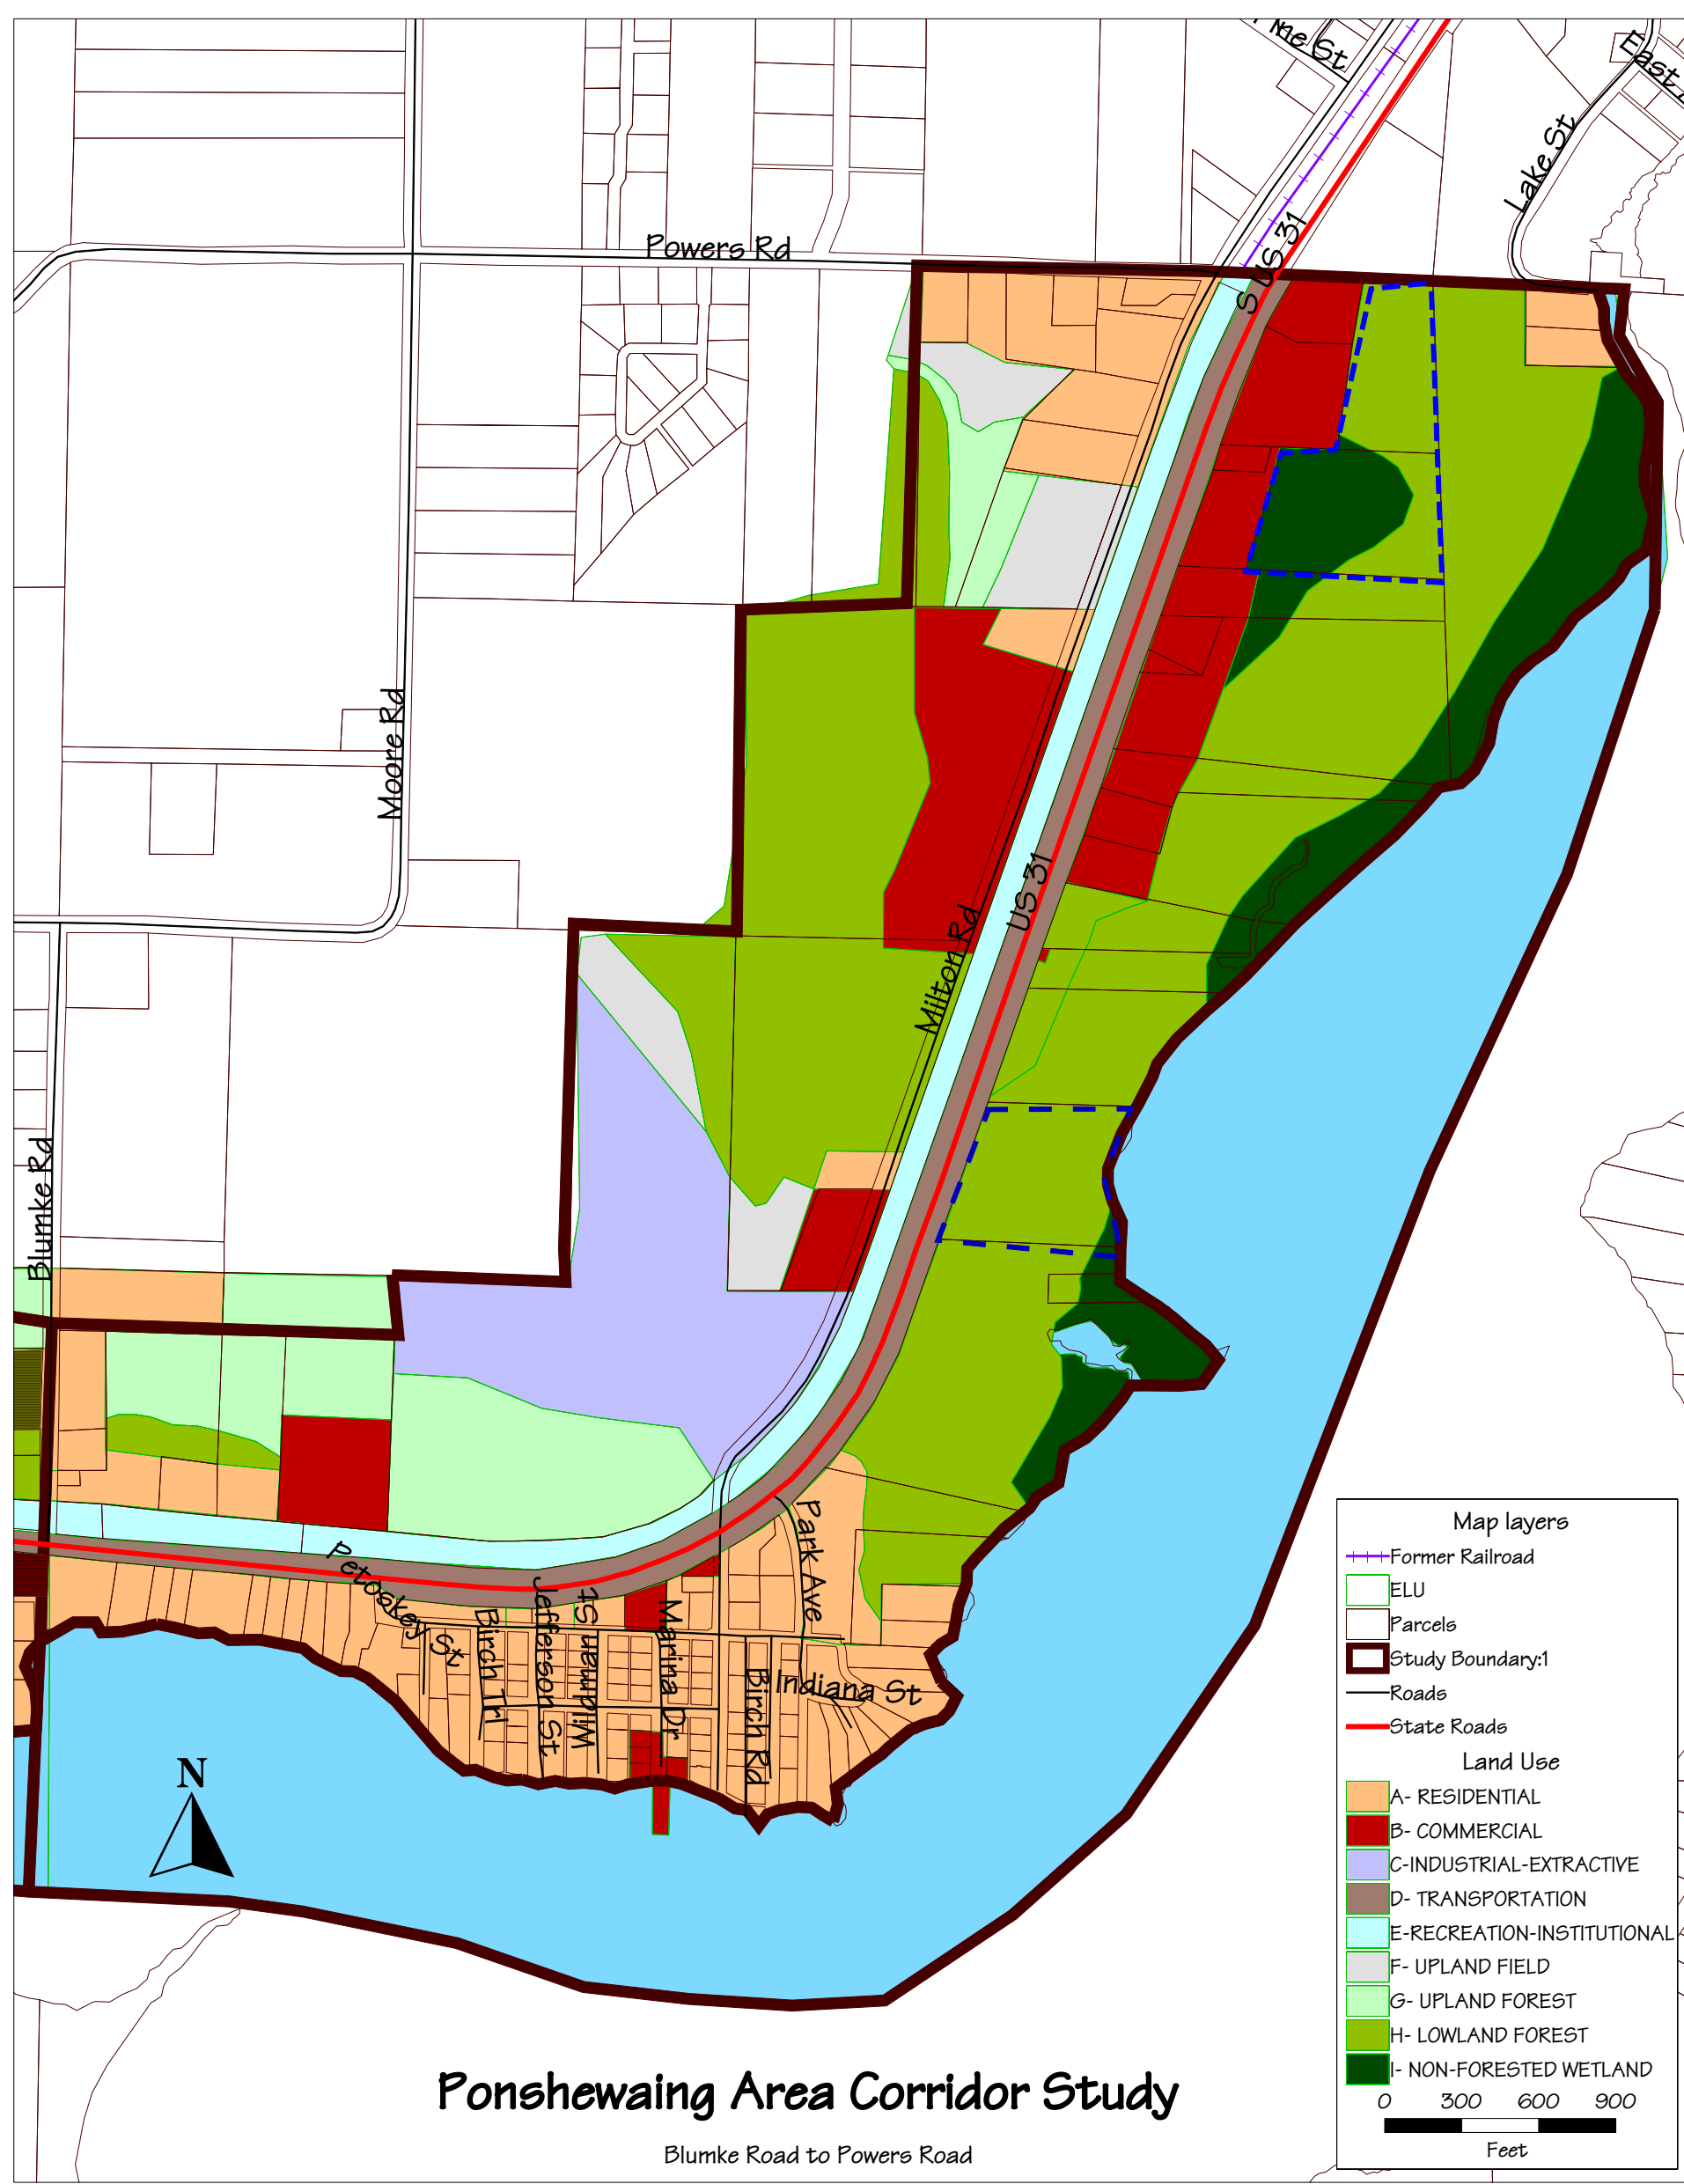 East
Lake St
S US 31
Powers Rd
Moore Rd
US 31
Milton Rd
Blumke Rd
Park Ave
Petoskey St
Birch Trl
Jefferson St
Widman St
Marina Dr
Birch Rd
Indiana St
N
Map layers
Former Railroad
ELU
Parcels
Study Boundary:1
Roads
State Roads
Land Use
A- RESIDENTIAL
B- COMMERCIAL
C-INDUSTRIAL-EXTRACTIVE
D- TRANSPORTATION
E-RECREATION-INSTITUTIONAL
F- UPLAND FIELD
G- UPLAND FOREST
H- LOWLAND FOREST
I- NON-FORESTED WETLAND
0 300 600 900
Feet
Ponshewaing Area Corridor Study
Blumke Road to Powers Road